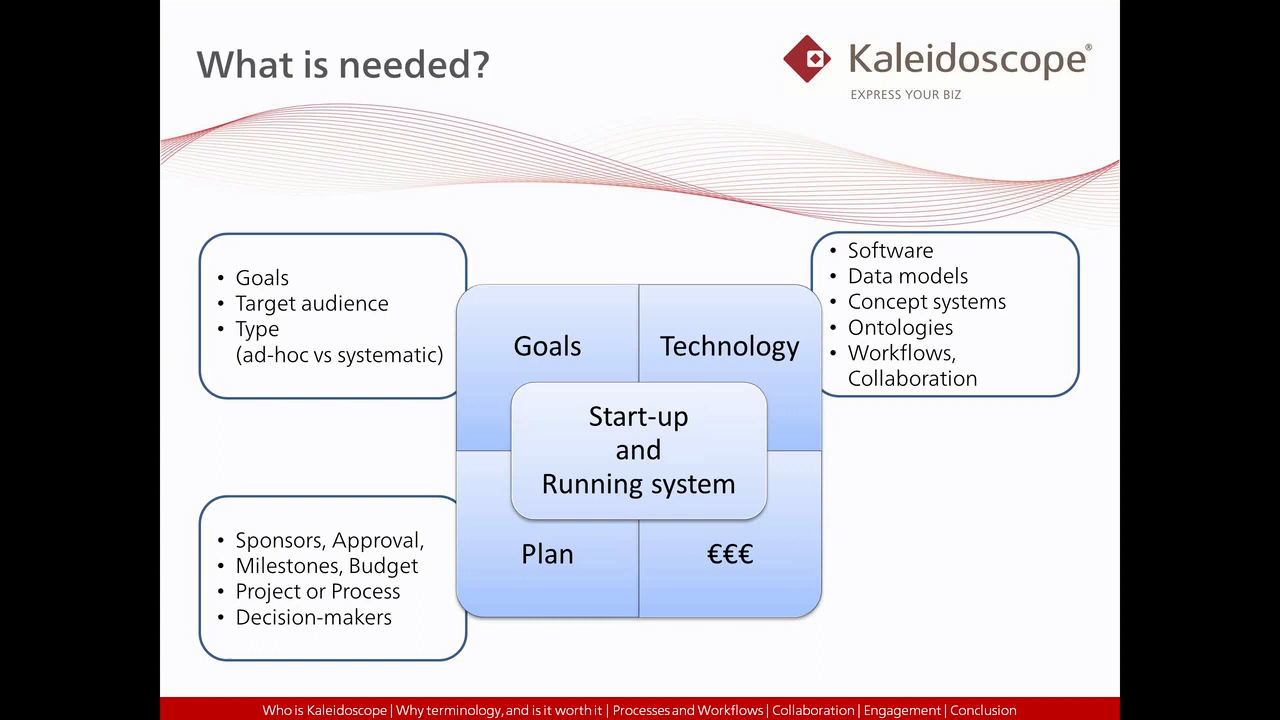 What is needed?
Kaleidoscope®
EXPRESS YOUR BIZ
• Goals
• Target audience
• Type
(ad-hoc vs systematic)
• Software
• Data models
• Concept systems
• Ontologies
• Workflows,
Collaboration
Goals
Technology
Start-up
and
Running system
Plan
€€€
• Sponsors, Approval,
• Milestones, Budget
• Project or Process
• Decision-makers
Who is Kaleidoscope | Why terminology, and is it worth it | Processes and Workflows | Collaboration | Engagement | Conclusion